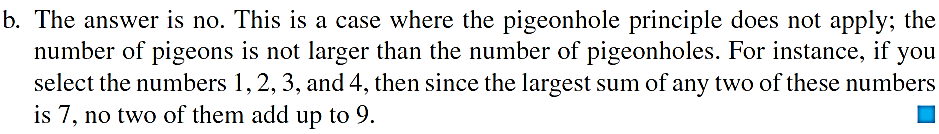 b. The answer is no. This is a case where the pigeonhole principle does not apply; the
number of pigeons is not larger than the number of pigeonholes. For instance, if you
select the numbers 1, 2, 3, and 4, then since the largest sum of any two of these numbers
is 7, no two of them add up to 9.